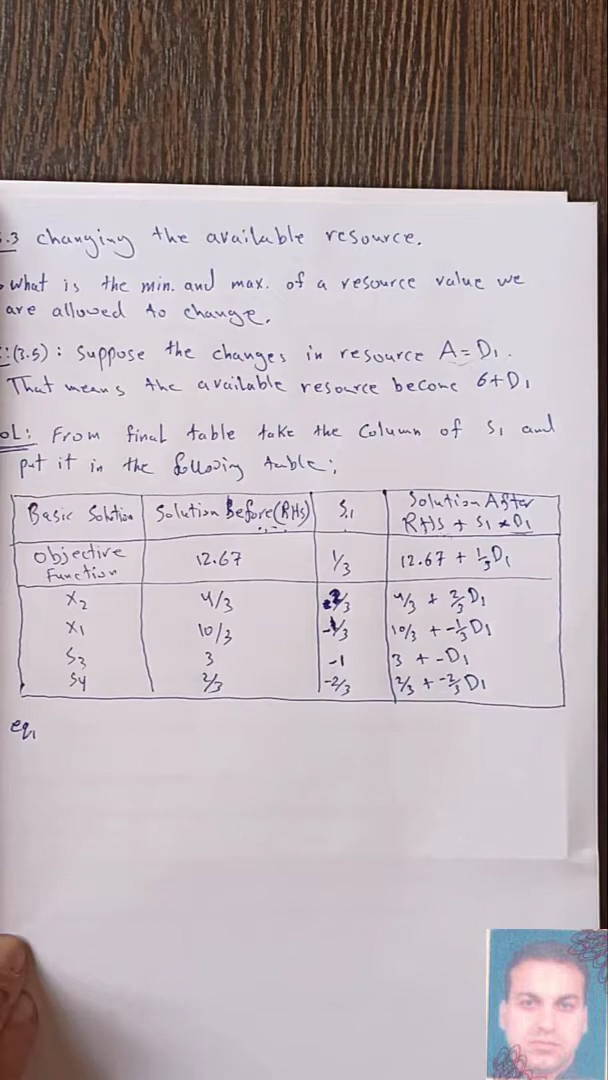 .3 changing the available resource.
what is the min. and max. of a resource value we
are allowed to change.
:(3.5): Suppose the changes in resource A = D1.
That means the available resource become 6+D1
OL: From final table take the Column of S1 and
put it in the following table;
Basic Solution | Solution Before(RHS) | S1 | Solution After RHS + S1 * D1
Objective Function | 12.67 | 1/3 | 12.67 + 1/3 D1
X2 | 4/3 | 2/3 | 4/3 + 2/3 D1
X1 | 10/3 | -1/3 | 10/3 + -1/3 D1
S3 | 3 | -1 | 3 + -D1
S4 | 2/3 | -2/3 | 2/3 + -2/3 D1
eq1